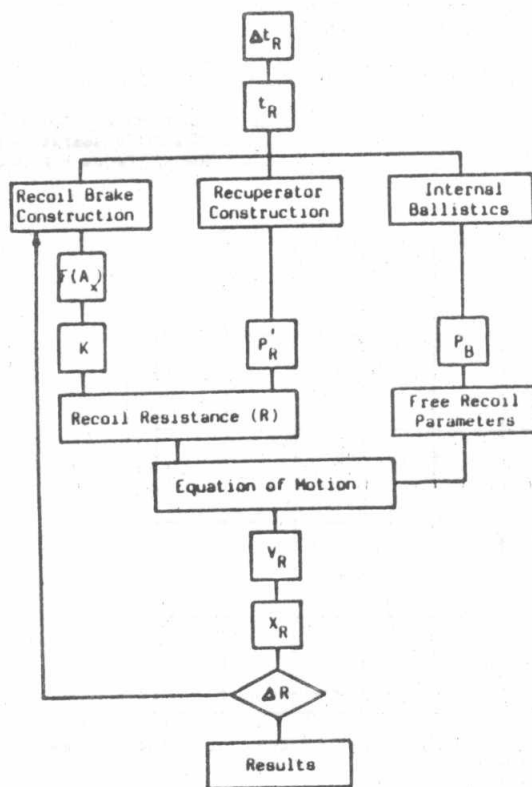 Δt_R
t_R
Recoil Brake
Construction
Recuperator
Construction
Internal
Ballistics
F(A_x)
K
P'_R
P_B
Recoil Resistance (R)
Free Recoil
Parameters
Equation of Motion
V_R
X_R
ΔR
Results